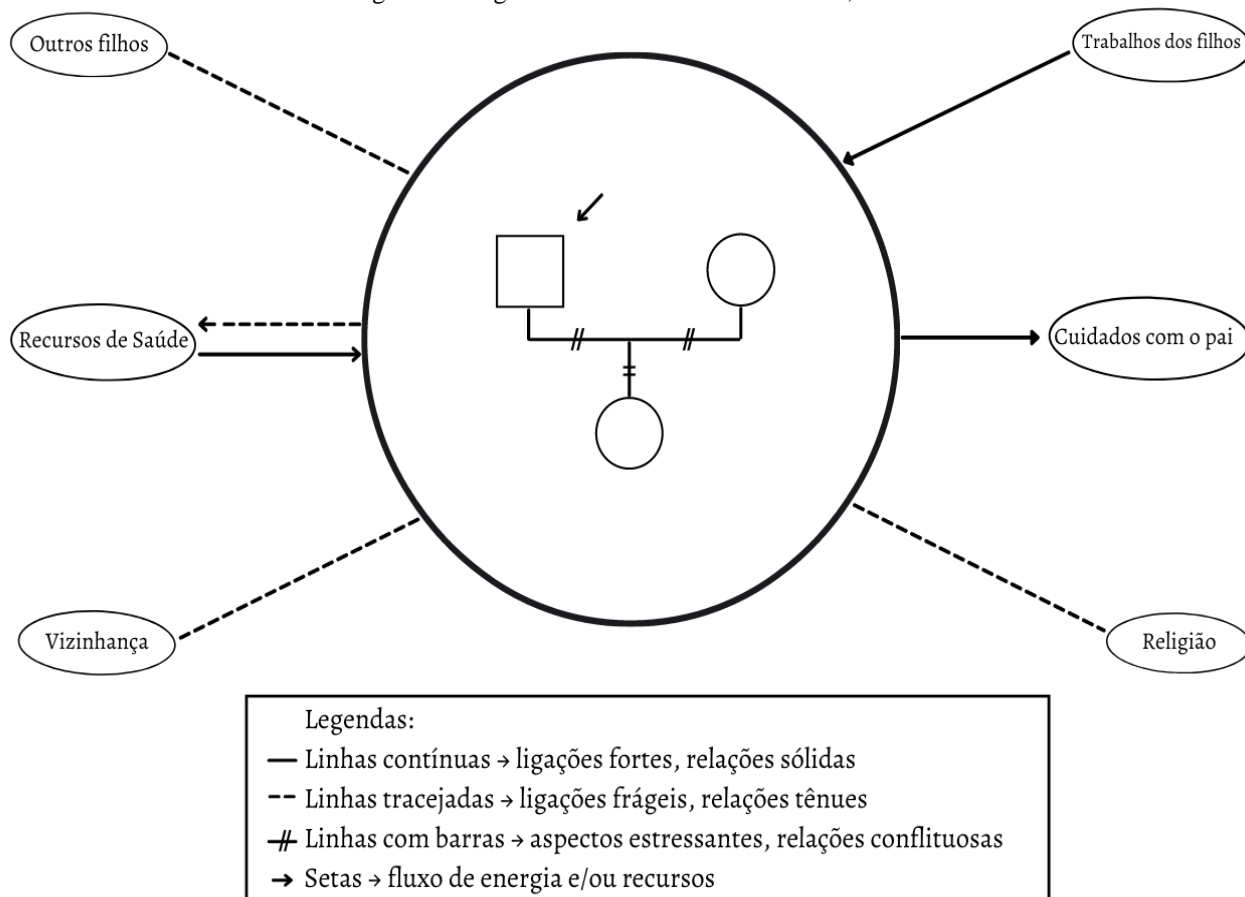 Outros filhos
Trabalhos dos filhos
Recursos de Saúde
Cuidados com o pai
Vizinhança
Religião
Legendas:
Linhas contínuas → ligações fortes, relações sólidas
Linhas tracejadas → ligações frágeis, relações tênues
Linhas com barras → aspectos estressantes, relações conflituosas
Setas → fluxo de energia e/ou recursos